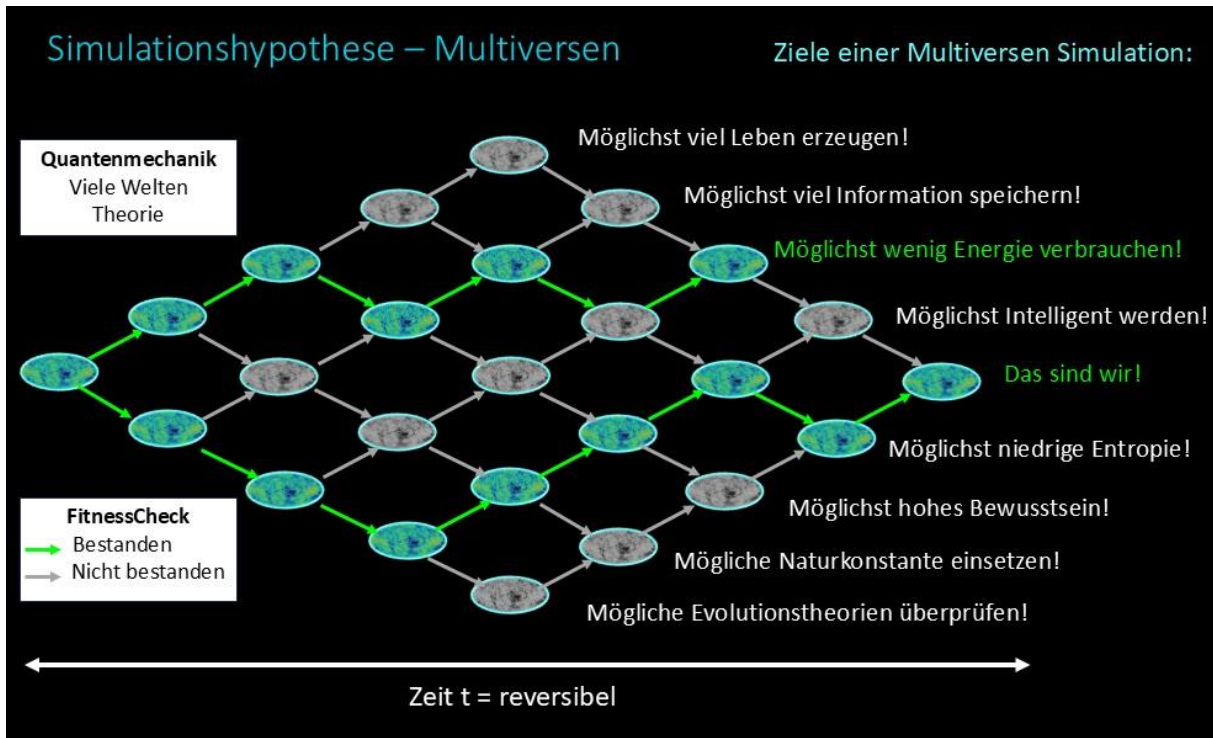 Simulationshypothese – Multiversen
Ziele einer Multiversen Simulation:
Quantenmechanik
Viele Welten
Theorie
Möglichst viel Leben erzeugen!
Möglichst viel Information speichern!
Möglichst wenig Energie verbrauchen!
Möglichst Intelligent werden!
Das sind wir!
Möglichst niedrige Entropie!
Möglichst hohes Bewusstsein!
Mögliche Naturkonstante einsetzen!
Mögliche Evolutionstheorien überprüfen!
FitnessCheck
Bestanden
Nicht bestanden
Zeit t = reversibel